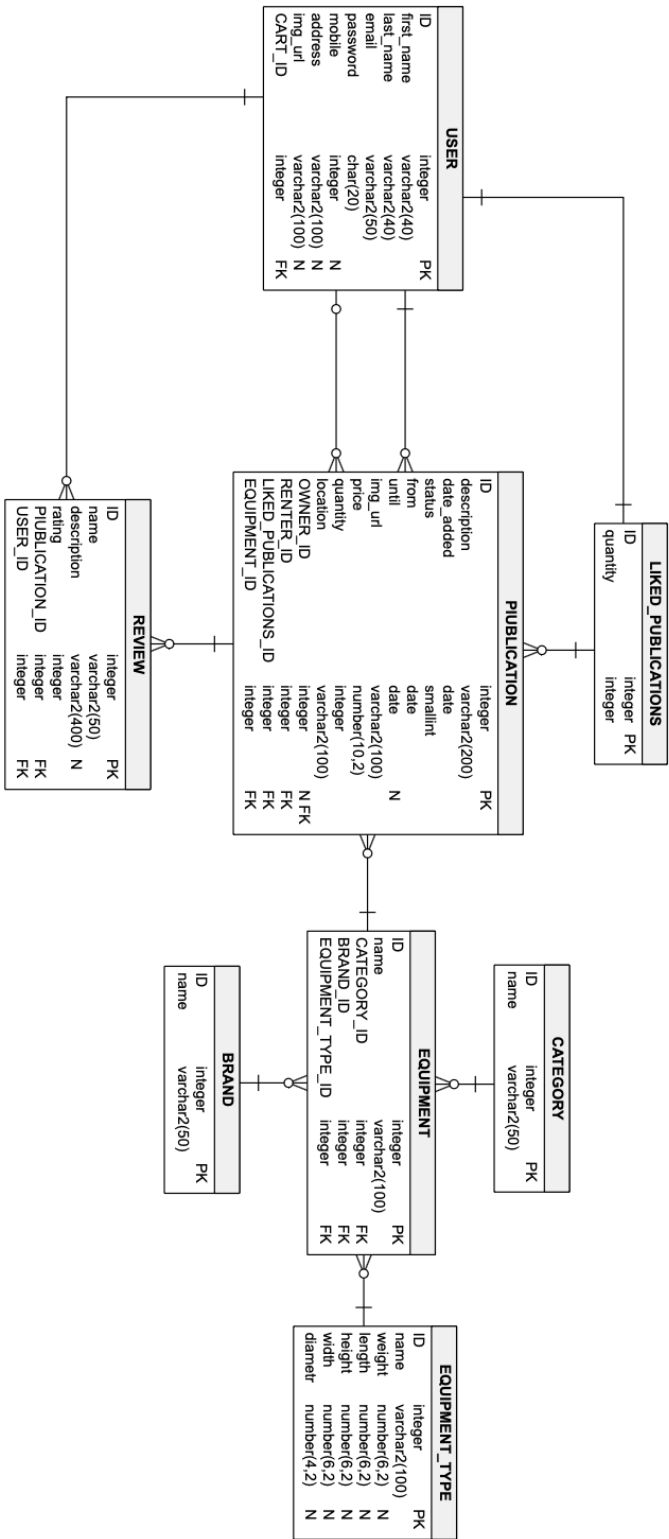 USER
ID integer PK
first_name varchar2(40)
last_name varchar2(40)
email varchar2(50)
password char(20)
mobile integer N
address varchar2(100) N
img_url varchar2(100) N
CART_ID integer FK
LIKED_PUBLICATIONS
ID integer PK
quantity integer
PIUBLICATION
ID integer PK
description varchar2(200)
date_added date
status smallint
from date
until date N
img_url varchar2(100)
price number(10,2)
quantity integer
location varchar2(100)
OWNER_ID integer N FK
RENTER_ID integer FK
LIKED_PUBLICATIONS_ID integer FK
EQUIPMENT_ID integer FK
REVIEW
ID integer PK
name varchar2(50)
description varchar2(400) N
rating integer
PIUBLICATION_ID integer FK
USER_ID integer FK
CATEGORY
ID integer PK
name varchar2(50)
EQUIPMENT
ID integer PK
name varchar2(100)
CATEGORY_ID integer FK
BRAND_ID integer FK
EQUIPMENT_TYPE_ID integer FK
BRAND
ID integer PK
name varchar2(50)
EQUIPMENT_TYPE
ID integer PK
name varchar2(100)
weight number(6,2) N
length number(6,2) N
height number(6,2) N
width number(6,2) N
diametr number(4,2) N